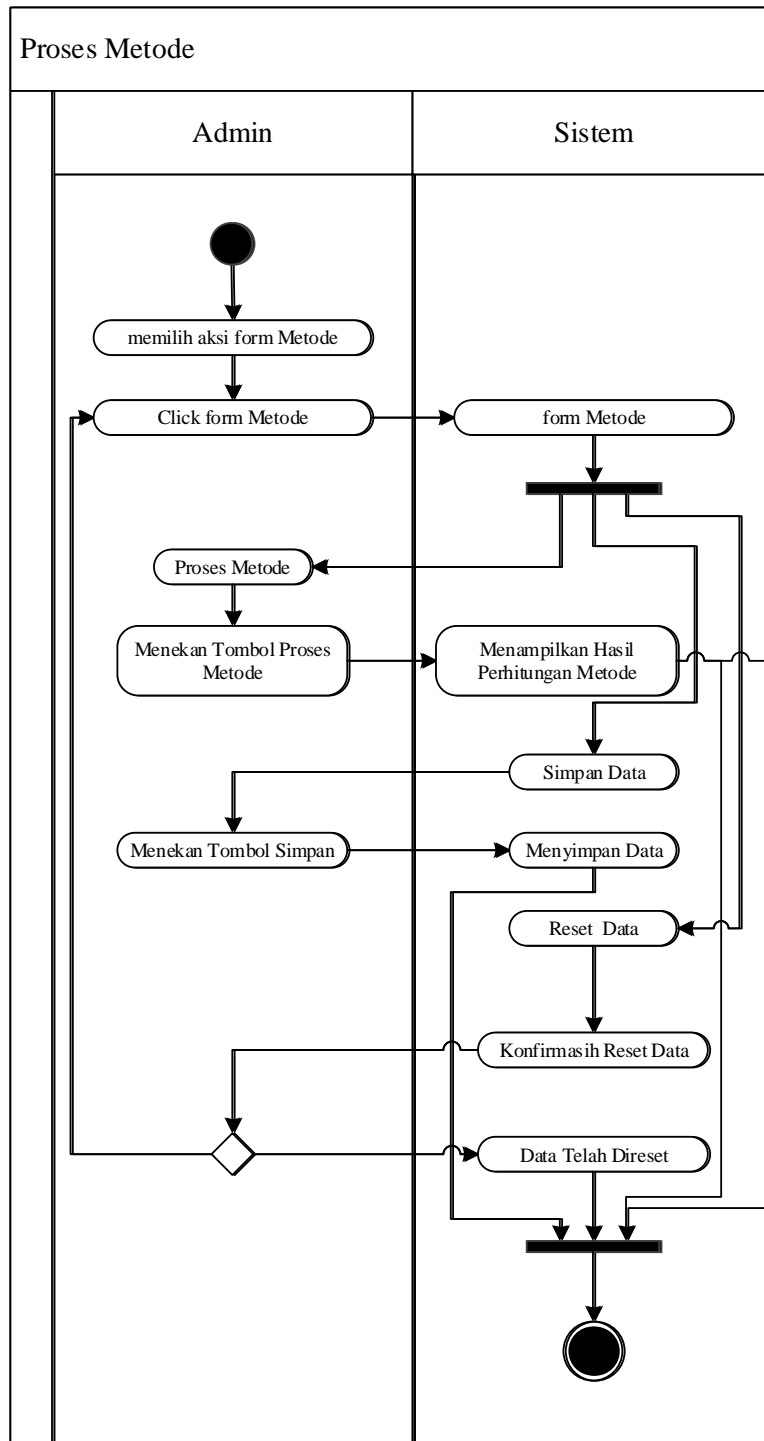 Proses Metode
Admin
Sistem
memilih aksi form Metode
Click form Metode
form Metode
Proses Metode
Menekan Tombol Proses
Metode
Menampilkan Hasil
Perhitungan Metode
Simpan Data
Menekan Tombol Simpan
Menyimpan Data
Reset  Data
Konfirmasih Reset Data
Data Telah Direset